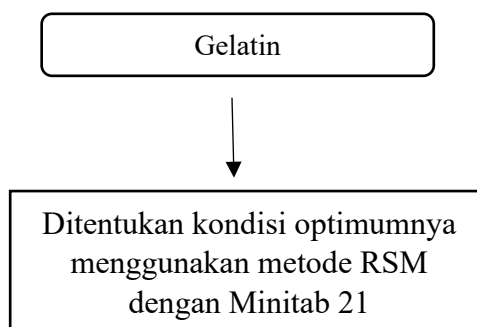 Gelatin
Ditentukan kondisi optimumnya
menggunakan metode RSM
dengan Minitab 21